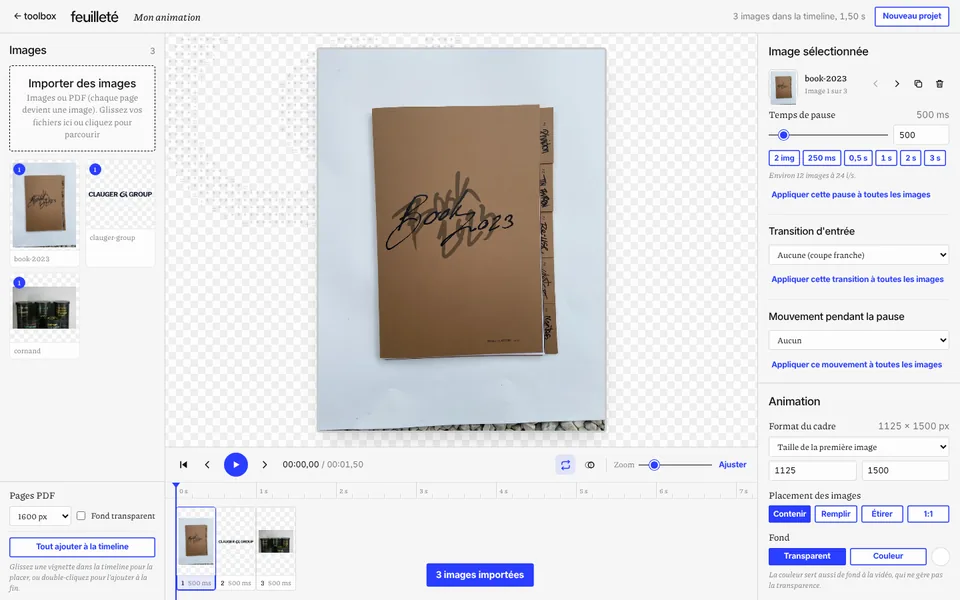 ← toolbox
feuilleté
Mon animation
3 images dans la timeline, 1,50 s
Nouveau projet
Images
3
Importer des images
Images ou PDF (chaque page
devient une image). Glissez vos
fichiers ici ou cliquez pour
parcourir
1
book-2023
1
CLAUGER & GROUP
clauger-group
1
cornand
Pages PDF
1600 px
Fond transparent
Tout ajouter à la timeline
Glissez une vignette dans la timeline pour la
placer, ou double-cliquez pour l'ajouter à la
fin.
Book
2023
00:00,00 / 00:01,50
Zoom
Ajuster
0 s
1 s
2 s
3 s
4 s
5 s
6 s
7 s
CLAUGER & GROUP
1 500 ms
2 500 ms
3 500 ms
3 images importées
Image sélectionnée
book-2023
Image 1 sur 3
Temps de pause
500 ms
500
2 img
250 ms
0,5 s
1 s
2 s
3 s
Environ 12 images à 24 i/s.
Appliquer cette pause à toutes les images
Transition d'entrée
Aucune (coupe franche)
Appliquer cette transition à toutes les images
Mouvement pendant la pause
Aucun
Appliquer ce mouvement à toutes les images
Animation
Format du cadre
1125 × 1500 px
Taille de la première image
1125
1500
Placement des images
Contenir
Remplir
Étirer
1:1
Fond
Transparent
Couleur
La couleur sert aussi de fond à la vidéo, qui ne gère pas
la transparence.